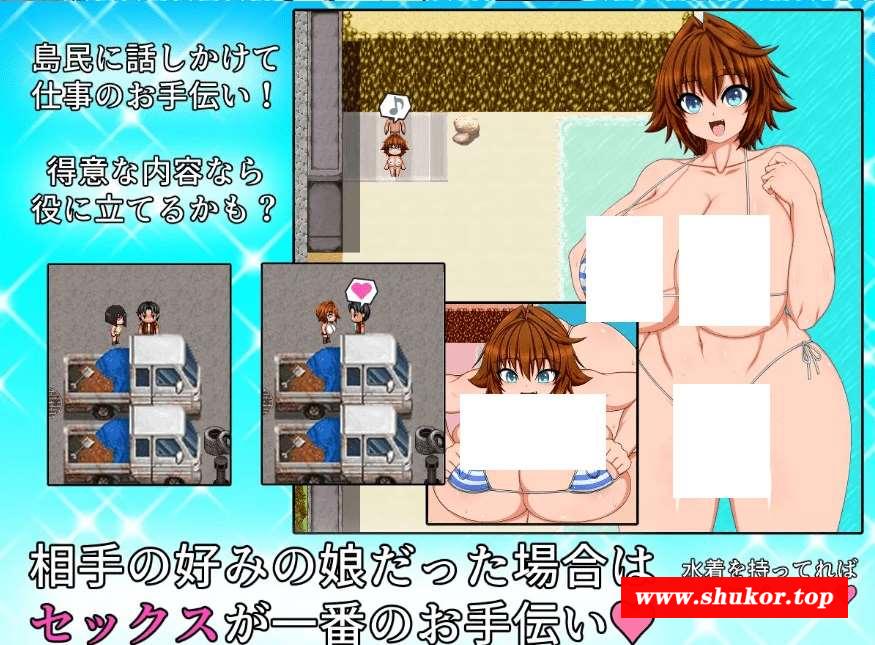 島民に話しかけて
仕事のお手伝い！
得意な内容なら
役に立てるかも？
相手の好みの娘だった場合は
セックスが一番のお手伝い♥
水着を持ってれば
www.shukor.top